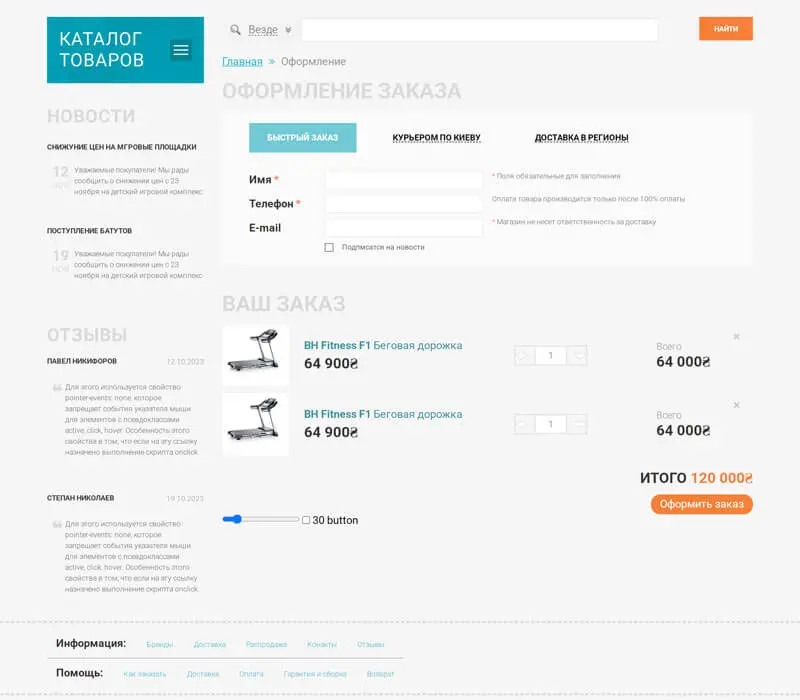 КАТАЛОГ
ТОВАРОВ
Везде
НАЙТИ
Главная » Оформление
ОФОРМЛЕНИЕ ЗАКАЗА
НОВОСТИ
СНИЖУНИЕ ЦЕН НА МГРОВЫЕ ПЛОЩАДКИ
12
НОЯ
Уважаемые покупатели! Мы рады
сообщить о снижении цен с 23
ноября на детский игровой комплекс
ПОСТУПЛЕНИЕ БАТУТОВ
19
НОЯ
Уважаемые покупатели! Мы рады
сообщить о снижении цен с 23
ноября на детский игровой комплекс
ОТЗЫВЫ
ПАВЕЛ НИКИФОРОВ 12.10.2023
Для этого используется свойство
pointer-events: none, которое
запрещает события указателя мыши
для элементов с псевдоклассами
active, click, hover. Особенность этого
свойства в том, что если на эту ссылку
назначено выполнение скрипта onclick
СТЕПАН НИКОЛАЕВ 19.10.2023
Для этого используется свойство
pointer-events: none, которое
запрещает события указателя мыши
для элементов с псевдоклассами
active, click, hover. Особенность этого
свойства в том, что если на эту ссылку
назначено выполнение скрипта onclick
БЫСТРЫЙ ЗАКАЗ КУРЬЕРОМ ПО КИЕВУ ДОСТАВКА В РЕГИОНЫ
Имя *
Телефон *
E-mail
* Поля обязательные для заполнения
Оплата товара производится только после 100% оплаты
* Магазин не несет ответственность за доставку
Подписатся на новости
ВАШ ЗАКАЗ
BH Fitness F1 Беговая дорожка
64 900₴
1
Всего
64 000₴
BH Fitness F1 Беговая дорожка
64 900₴
1
Всего
64 000₴
ИТОГО 120 000₴
Оформить заказ
30 button
Информация: Бренды Доставка Распродажа Конакты Отзывы
Помощь: Как заказать Доставка Оплата Гарантия и сборка Возврат